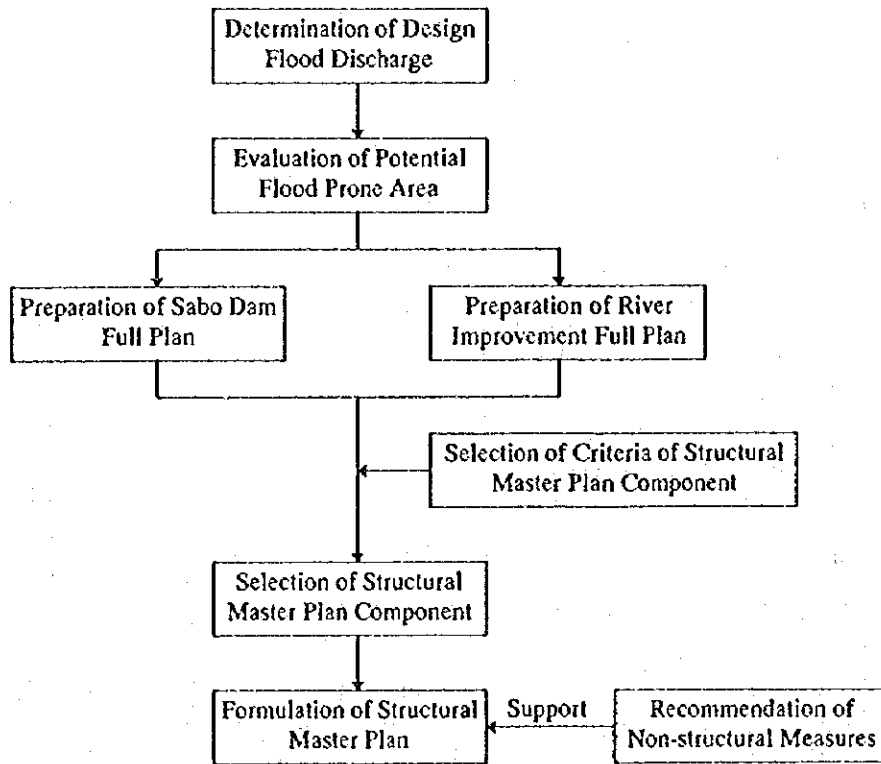 Determination of Design
Flood Discharge
Evaluation of Potential
Flood Prone Area
Preparation of Sabo Dam
Full Plan
Preparation of River
Improvement Full Plan
Selection of Criteria of Structural
Master Plan Component
Selection of Structural
Master Plan Component
Formulation of Structural
Master Plan
Support
Recommendation of
Non-structural Measures